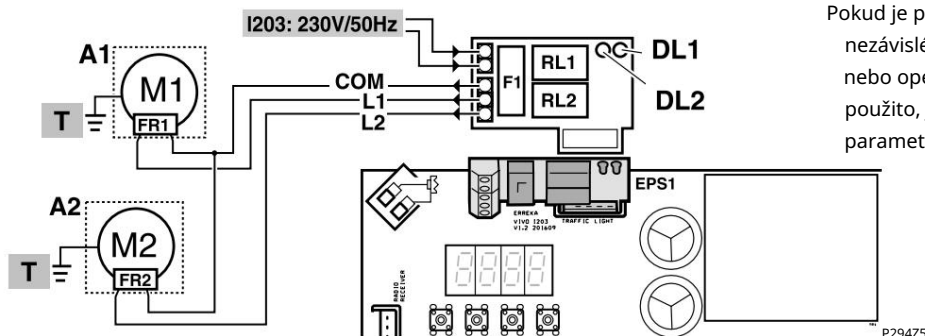 I203: 230V/50Hz
A1
M1
FR1
T
COM
L1
L2
F1
RL1
RL2
DL1
DL2
Pokud je p
nezávislé
nebo ope
použito,
paramet
A2
M2
FR2
T
EPS1
ERREKA
VIVO I203
V1.2 201609
TRAFFIC LIGHT
RADIO
RECEIVER
P294Z5